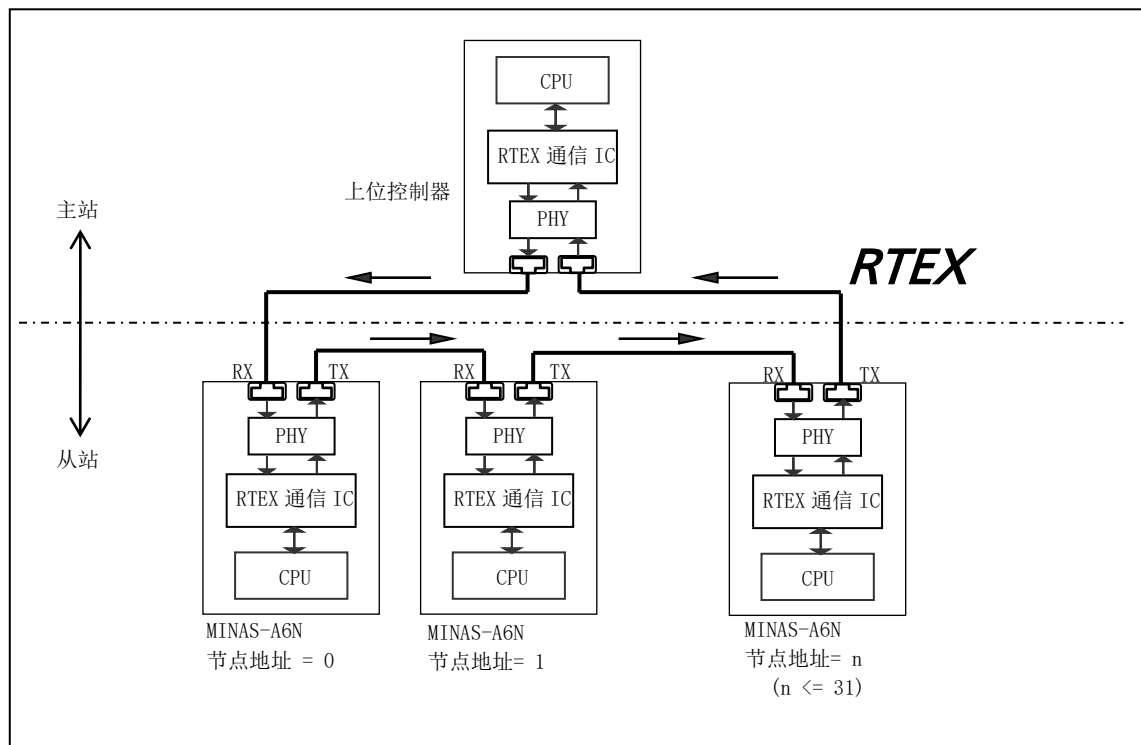 CPU
RTEX 通信 IC
上位控制器
PHY
主站
RTEX
RX TX
RX TX
RX TX
PHY
PHY
PHY
从站
RTEX 通信 IC
RTEX 通信 IC
RTEX 通信 IC
CPU
CPU
CPU
MINAS-A6N
节点地址 = 0
MINAS-A6N
节点地址= 1
MINAS-A6N
节点地址= n
(n <= 31)